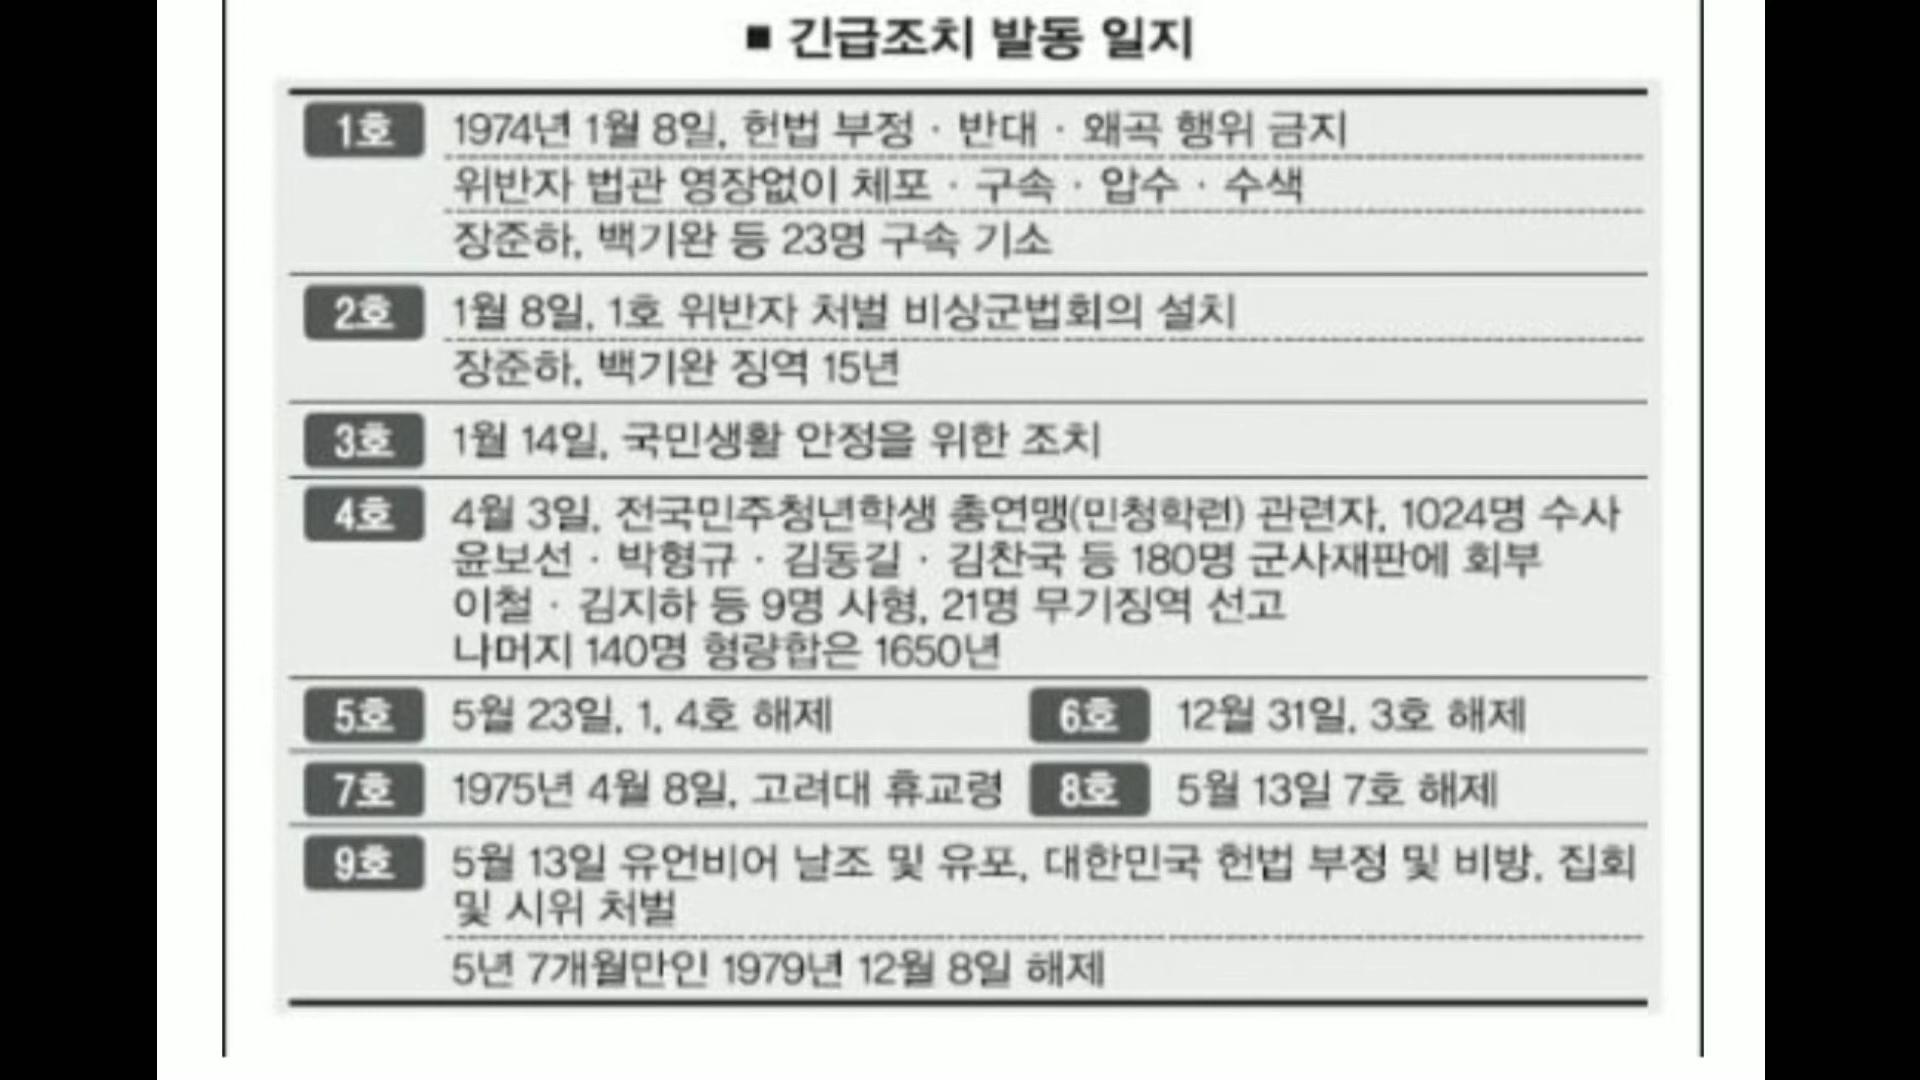 ■ 긴급조치 발동 일지
1호 1974년 1월 8일, 헌법 부정 · 반대 · 왜곡 행위 금지
위반자 법관 영장없이 체포 · 구속 · 압수 · 수색
장준하, 백기완 등 23명 구속 기소
2호 1월 8일, 1호 위반자 처벌 비상군법회의 설치
장준하, 백기완 징역 15년
3호 1월 14일, 국민생활 안정을 위한 조치
4호 4월 3일, 전국민주청년학생 총연맹(민청학련) 관련자, 1024명 수사
윤보선 · 박형규 · 김동길 · 김찬국 등 180명 군사재판에 회부
이철 · 김지하 등 9명 사형, 21명 무기징역 선고
나머지 140명 형량합은 1650년
5호 5월 23일, 1, 4호 해제 6호 12월 31일, 3호 해제
7호 1975년 4월 8일, 고려대 휴교령 8호 5월 13일 7호 해제
9호 5월 13일 유언비어 날조 및 유포, 대한민국 헌법 부정 및 비방, 집회
및 시위 처벌
5년 7개월만인 1979년 12월 8일 해제